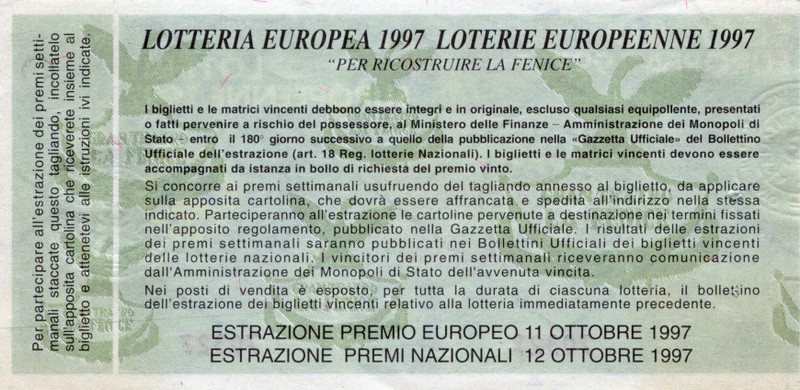 Per partecipare all'estrazione dei premi setti-
manali staccate questo tagliando, incollatelo
sull'apposita cartolina che riceverete insieme al
biglietto e attenetevi alle istruzioni ivi indicate.
LOTTERIA EUROPEA 1997 LOTERIE EUROPEENNE 1997
"PER RICOSTRUIRE LA FENICE"
I biglietti e le matrici vincenti debbono essere integri e in originale, escluso qualsiasi equipollente, presentati
o fatti pervenire a rischio del possessore, al Ministero delle Finanze – Amministrazione dei Monopoli di
Stato – entro il 180° giorno successivo a quello della pubblicazione nella «Gazzetta Ufficiale» del Bollettino
Ufficiale dell'estrazione (art. 18 Reg. lotterie Nazionali). I biglietti e le matrici vincenti devono essere
accompagnati da istanza in bollo di richiesta del premio vinto.
Si concorre ai premi settimanali usufruendo del tagliando annesso al biglietto, da applicare
sulla apposita cartolina, che dovrà essere affrancata e spedita all'indirizzo nella stessa
indicato. Parteciperanno all'estrazione le cartoline pervenute a destinazione nei termini fissati
nell'apposito regolamento, pubblicato nella Gazzetta Ufficiale. I risultati delle estrazioni
dei premi settimanali saranno pubblicati nei Bollettini Ufficiali dei biglietti vincenti
delle lotterie nazionali. I vincitori dei premi settimanali riceveranno comunicazione
dall'Amministrazione dei Monopoli di Stato dell'avvenuta vincita.
Nei posti di vendita è esposto, per tutta la durata di ciascuna lotteria, il bollettino
dell'estrazione dei biglietti vincenti relativo alla lotteria immediatamente precedente.
ESTRAZIONE PREMIO EUROPEO 11 OTTOBRE 1997
ESTRAZIONE PREMI NAZIONALI 12 OTTOBRE 1997